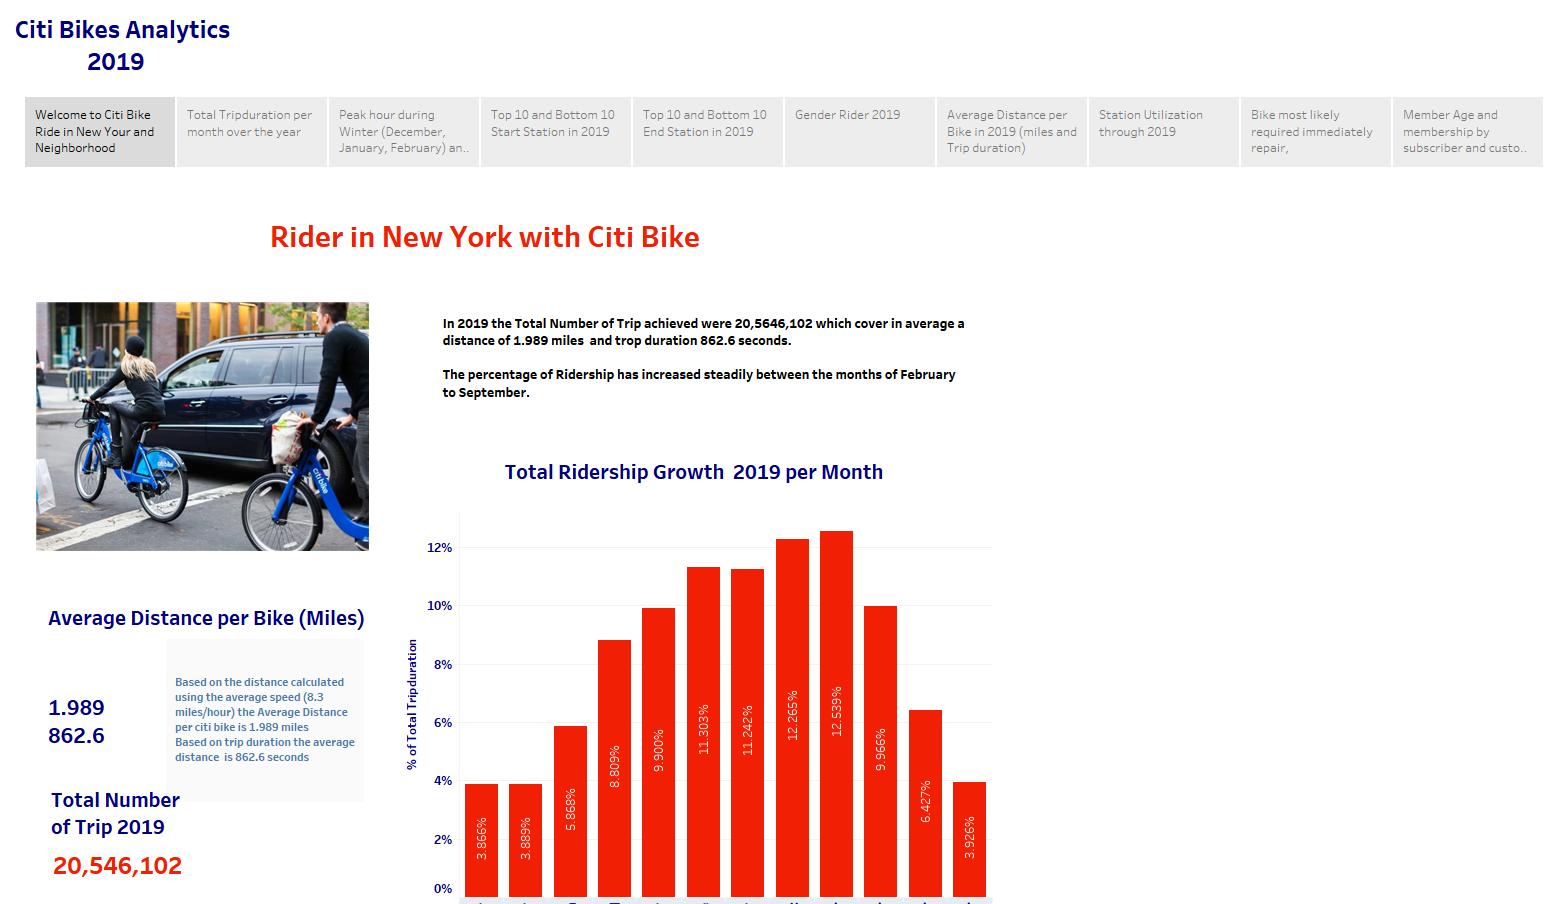 Citi Bikes Analytics
2019
Welcome to Citi Bike
Ride in New Your and
Neighborhood
Total Tripduration per
month over the year
Peak hour during
Winter (December,
January, February) an..
Top 10 and Bottom 10
Start Station in 2019
Top 10 and Bottom 10
End Station in 2019
Gender Rider 2019
Average Distance per
Bike in 2019 (miles and
Trip duration)
Station Utilization
through 2019
Bike most likely
required immediately
repair,
Member Age and
membership by
subscriber and custo..
Rider in New York with Citi Bike
citibike
citibike
In 2019 the Total Number of Trip achieved were 20,5646,102 which cover in average a
distance of 1.989 miles and trop duration 862.6 seconds.
The percentage of Ridership has increased steadily between the months of February
to September.
Average Distance per Bike (Miles)
1.989
862.6
Based on the distance calculated
using the average speed (8.3
miles/hour) the Average Distance
per citi bike is 1.989 miles
Based on trip duration the average
distance is 862.6 seconds
Total Number
of Trip 2019
20,546,102
Total Ridership Growth 2019 per Month
% of Total Tripduration
12%
10%
8%
6%
4%
2%
0%
3.866%
3.889%
5.868%
8.809%
9.900%
11.303%
11.242%
12.265%
12.539%
9.966%
6.427%
3.926%